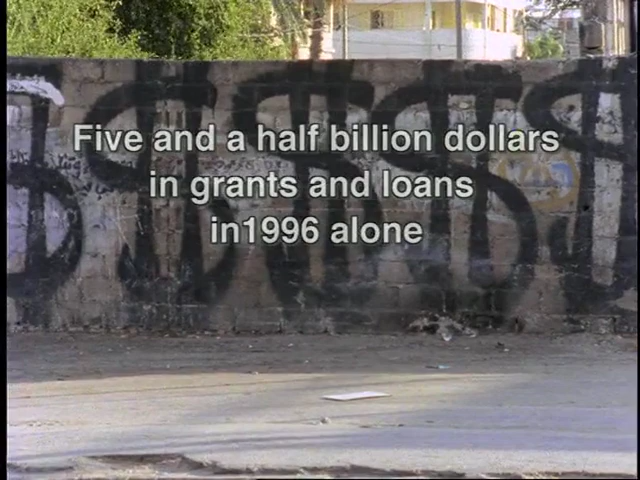 Five and a half billion dollars
in grants and loans
in1996 alone